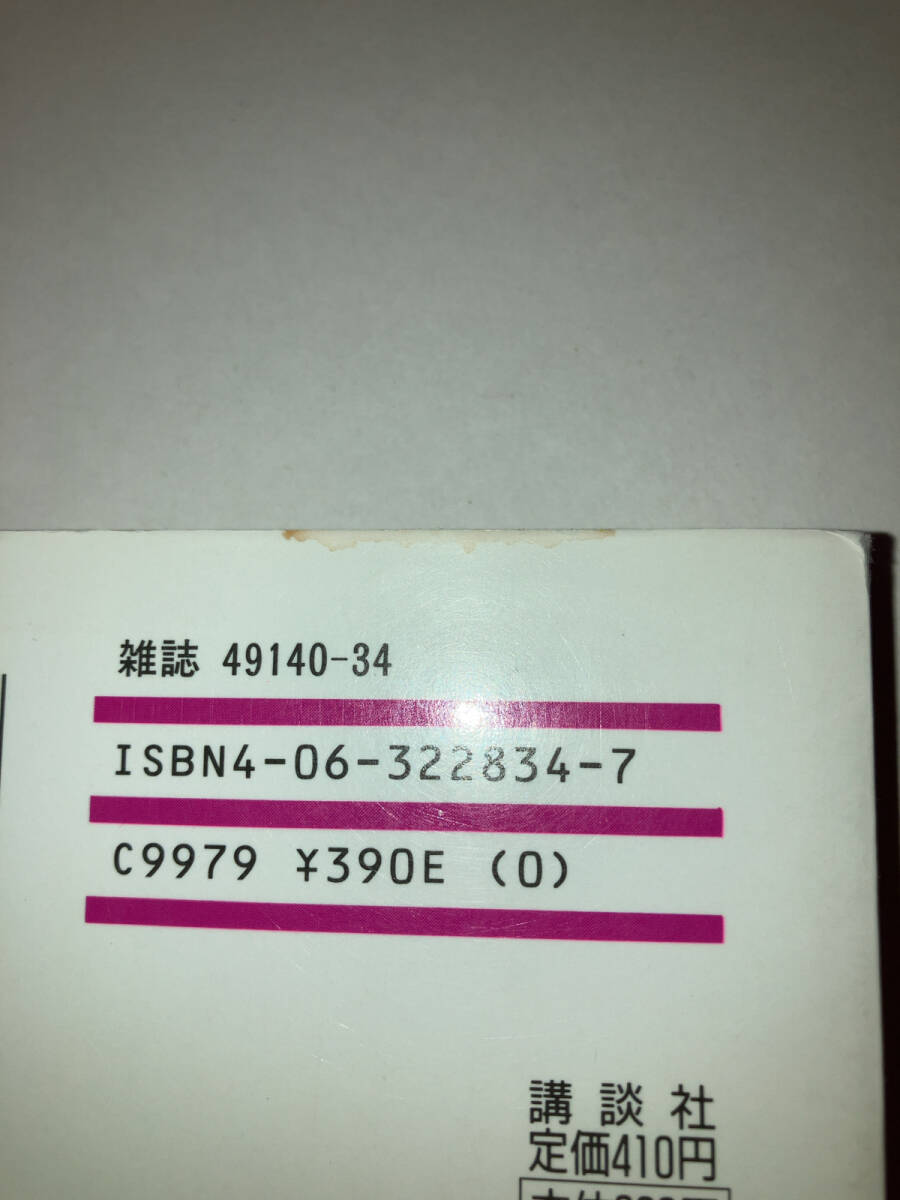 雑誌 49140-34
ISBN4-06-322834-7
C9979 ¥390E (0)
講談社
定価410円